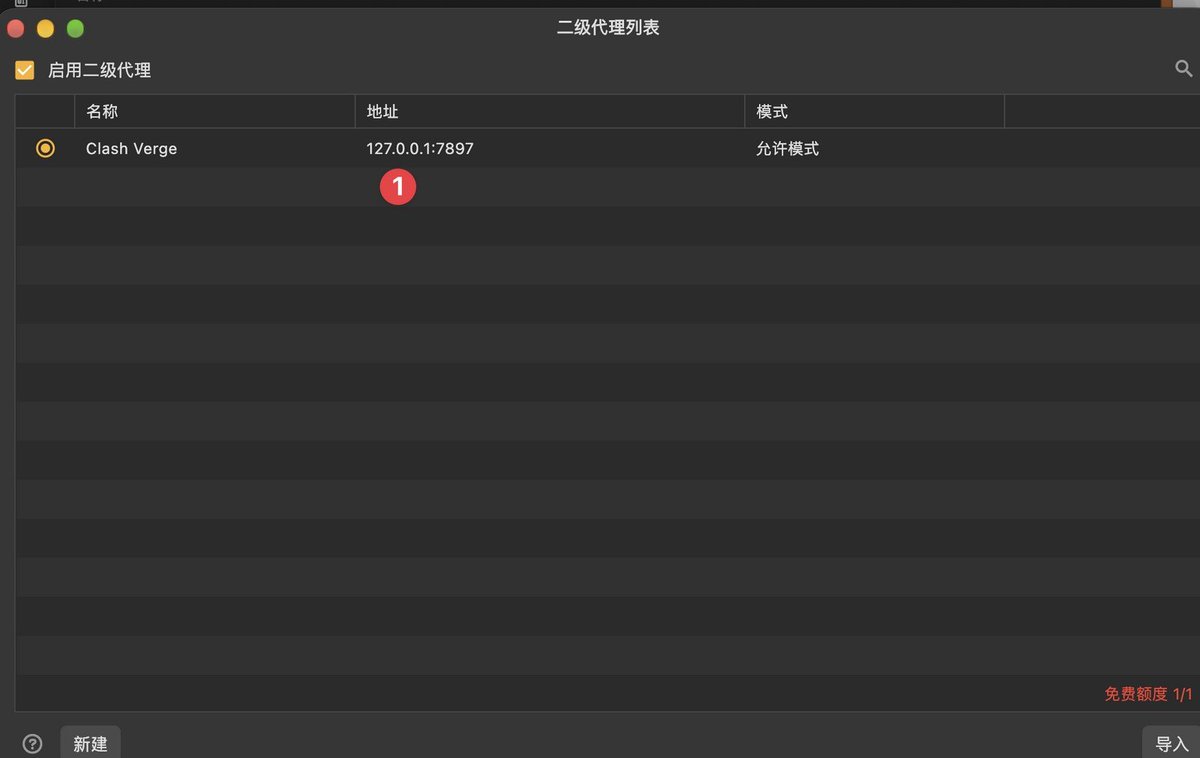 二级代理列表
启用二级代理
名称 地址 模式
Clash Verge 127.0.0.1:7897 允许模式
1
免费额度 1/1
? 新建 导入